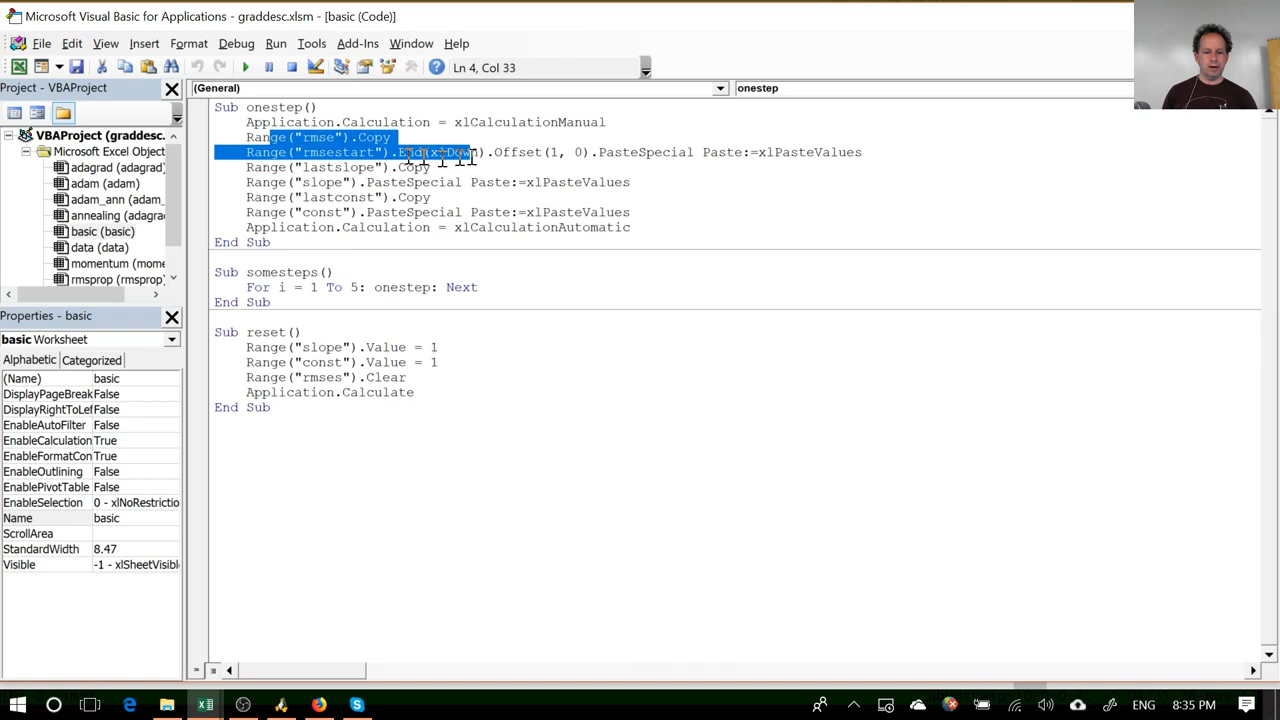 Microsoft Visual Basic for Applications - graddesc.xlsm - [basic (Code)]
File Edit View Insert Format Debug Run Tools Add-Ins Window Help
Ln 4, Col 33
Project - VBAProject
(General)
onestep
VBAProject (graddesc.
Microsoft Excel Object
adagrad (adagrad)
adam (adam)
adam_ann (adagrad
annealing (adagrad
basic (basic)
data (data)
momentum (mome
rmsprop (rmsprop)
Properties - basic
basic Worksheet
Alphabetic Categorized
(Name) basic
DisplayPageBreak False
DisplayRightToLef False
EnableAutoFilter False
EnableCalculation True
EnableFormatCon True
EnableOutlining False
EnablePivotTable False
EnableSelection 0 - xlNoRestrictio
Name basic
ScrollArea
StandardWidth 8.47
Visible -1 - xlSheetVisible
Sub onestep()
Application.Calculation = xlCalculationManual
Range("rmse").Copy
Range("rmsestart").End(xlDown).Offset(1, 0).PasteSpecial Paste:=xlPasteValues
Range("lastslope").Copy
Range("slope").PasteSpecial Paste:=xlPasteValues
Range("lastconst").Copy
Range("const").PasteSpecial Paste:=xlPasteValues
Application.Calculation = xlCalculationAutomatic
End Sub
Sub somesteps()
For i = 1 To 5: onestep: Next
End Sub
Sub reset()
Range("slope").Value = 1
Range("const").Value = 1
Range("rmses").Clear
Application.Calculate
End Sub
8:35 PM